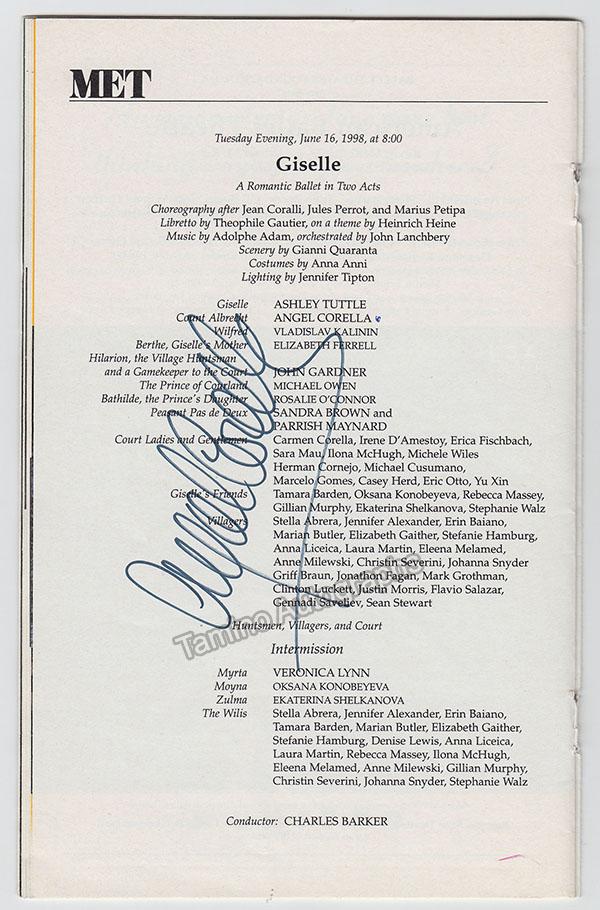 MET
Tuesday Evening, June 16, 1998, at 8:00
Giselle
A Romantic Ballet in Two Acts
Choreography after Jean Coralli, Jules Perrot, and Marius Petipa
Libretto by Theophile Gautier, on a theme by Heinrich Heine
Music by Adolphe Adam, orchestrated by John Lanchbery
Scenery by Gianni Quaranta
Costumes by Anna Anni
Lighting by Jennifer Tipton
Giselle ASHLEY TUTTLE
Count Albrecht ANGEL CORELLA
Wilfred VLADISLAV KALININ
Berthe, Giselle's Mother ELIZABETH FERRELL
Hilarion, the Village Huntsman
and a Gamekeeper to the Court JOHN GARDNER
The Prince of Courland MICHAEL OWEN
Bathilde, the Prince's Daughter ROSALIE O'CONNOR
Peasant Pas de Deux SANDRA BROWN and
PARRISH MAYNARD
Court Ladies and Gentlemen Carmen Corella, Irene D'Amestoy, Erica Fischbach,
Sara Mau, Ilona McHugh, Michele Wiles
Herman Cornejo, Michael Cusumano,
Marcelo Gomes, Casey Herd, Eric Otto, Yu Xin
Giselle's Friends Tamara Barden, Oksana Konobeyeva, Rebecca Massey,
Gillian Murphy, Ekaterina Shelkanova, Stephanie Walz
Villagers Stella Abrera, Jennifer Alexander, Erin Baiano,
Marian Butler, Elizabeth Gaither, Stefanie Hamburg,
Anna Liceica, Laura Martin, Eleena Melamed,
Anne Milewski, Christin Severini, Johanna Snyder
Griff Braun, Jonathon Fagan, Mark Grothman,
Clinton Luckett, Justin Morris, Flavio Salazar,
Gennadi Saveliev, Sean Stewart
Huntsmen, Villagers, and Court
Tamino Autographs
Intermission
Myrta VERONICA LYNN
Moyna OKSANA KONOBEYEVA
Zulma EKATERINA SHELKANOVA
The Wilis Stella Abrera, Jennifer Alexander, Erin Baiano,
Tamara Barden, Marian Butler, Elizabeth Gaither,
Stefanie Hamburg, Denise Lewis, Anna Liceica,
Laura Martin, Rebecca Massey, Ilona McHugh,
Eleena Melamed, Anne Milewski, Gillian Murphy,
Christin Severini, Johanna Snyder, Stephanie Walz
Conductor: CHARLES BARKER